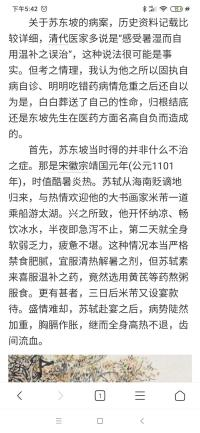 下午5:42
关于苏东坡的病案，历史资料记载比
较详细，清代医家多说是“感受暑湿而自
用温补之误治”，这种说法很可能是事
实。但考之情理，我认为他之所以固执自
病自诊、明明吃错药病情危重之后还自以
为是，白白葬送了自己的性命，归根结底
还是东坡先生在医药方面名高自负而造成
的。
首先，苏东坡当时得的并非什么不治
之症。那是宋徽宗靖国元年(公元1101
年)，时值酷暑炎热。苏轼从海南贬谪地
归来，与热情欢迎他的大书画家米芾一道
乘船游太湖。兴之所致，他开怀纳凉、畅
饮冰水，半夜即急泻不止，第二天就全身
软弱乏力，疲惫不堪。这种情况本当严格
禁食肥腻，宜服清热解暑之剂，但苏轼素
来喜服温补之药，竟然选用黄芪等药熬粥
服食。更有甚者，三日后米芾又设宴款
待。盛情难却，苏轼赴宴之后，病势陡然
加重，胸膈作胀，继而全身高热不退，齿
间流血。
1